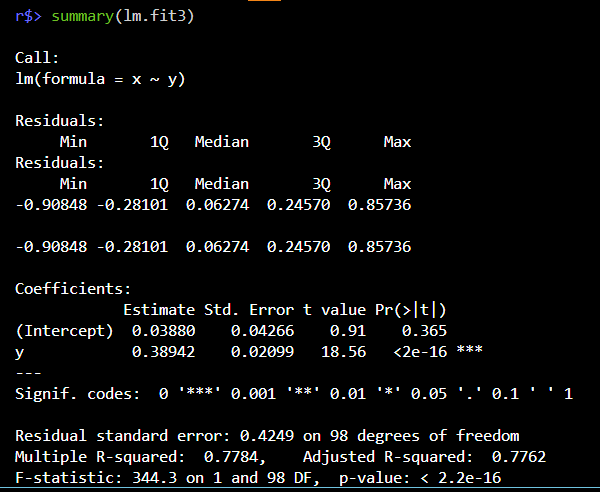 r$> summary(lm.fit3)
Call:
lm(formula = x ~ y)
Residuals:
Min 1Q Median 3Q Max
Residuals:
Min 1Q Median 3Q Max
-0.90848 -0.28101 0.06274 0.24570 0.85736
-0.90848 -0.28101 0.06274 0.24570 0.85736
Coefficients:
Estimate Std. Error t value Pr(>|t|)
(Intercept) 0.03880 0.04266 0.91 0.365
y 0.38942 0.02099 18.56 <2e-16 ***
---
Signif. codes: 0 '***' 0.001 '**' 0.01 '*' 0.05 '.' 0.1 ' ' 1
Residual standard error: 0.4249 on 98 degrees of freedom
Multiple R-squared: 0.7784, Adjusted R-squared: 0.7762
F-statistic: 344.3 on 1 and 98 DF, p-value: < 2.2e-16